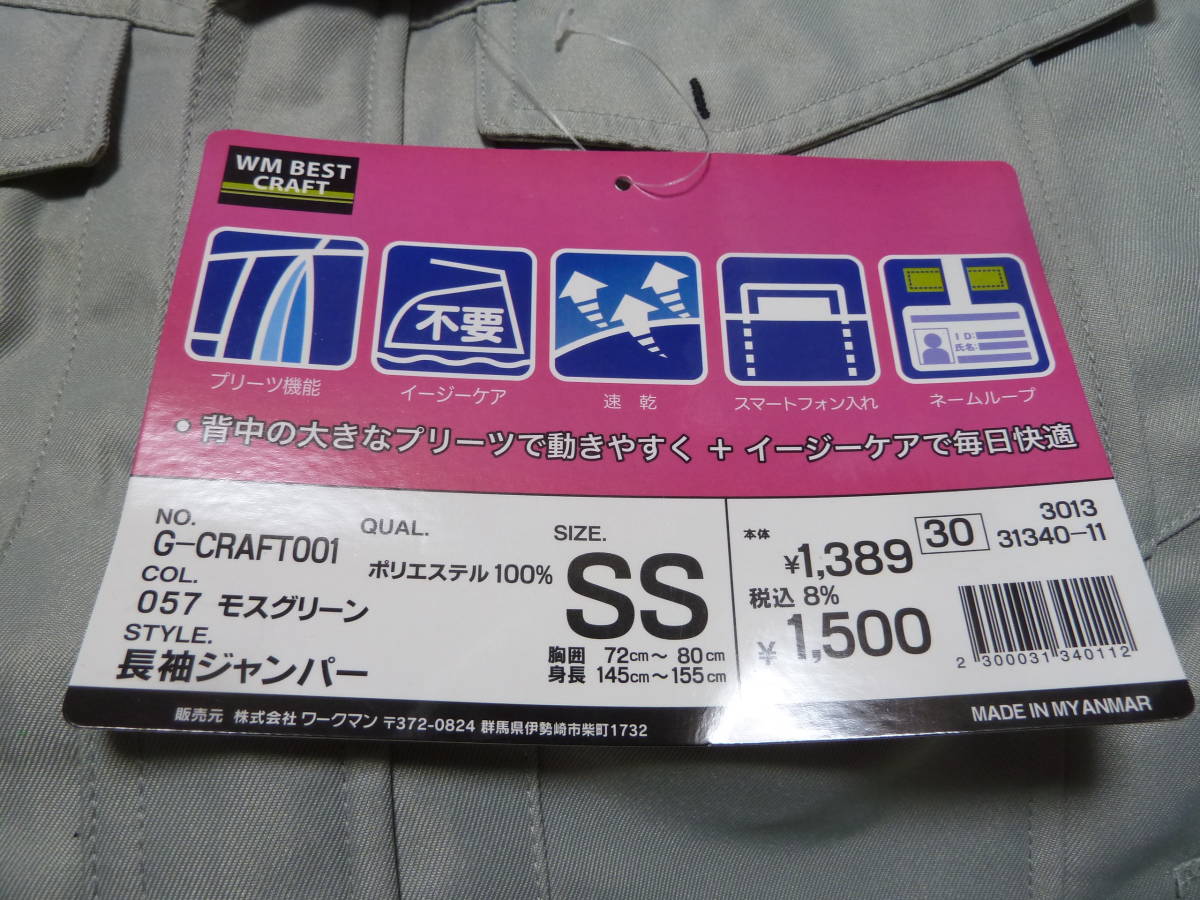 WM BEST
CRAFT
不要
ID:
氏名:
プリーツ機能
イージーケア
速乾
スマートフォン入れ
ネームループ
・背中の大きなプリーツで動きやすく + イージーケアで毎日快適
NO.
G-CRAFT001
QUAL.
ポリエステル100%
COL.
057 モスグリーン
STYLE.
長袖ジャンパー
SIZE.
SS
胸囲 72cm～ 80cm
身長 145cm～155cm
本体
¥1,389
30
3013
31340-11
税込 8%
¥1,500
2 300031 340112
販売元 株式会社 ワークマン 〒372-0824 群馬県伊勢崎市柴町1732
MADE IN MYANMAR